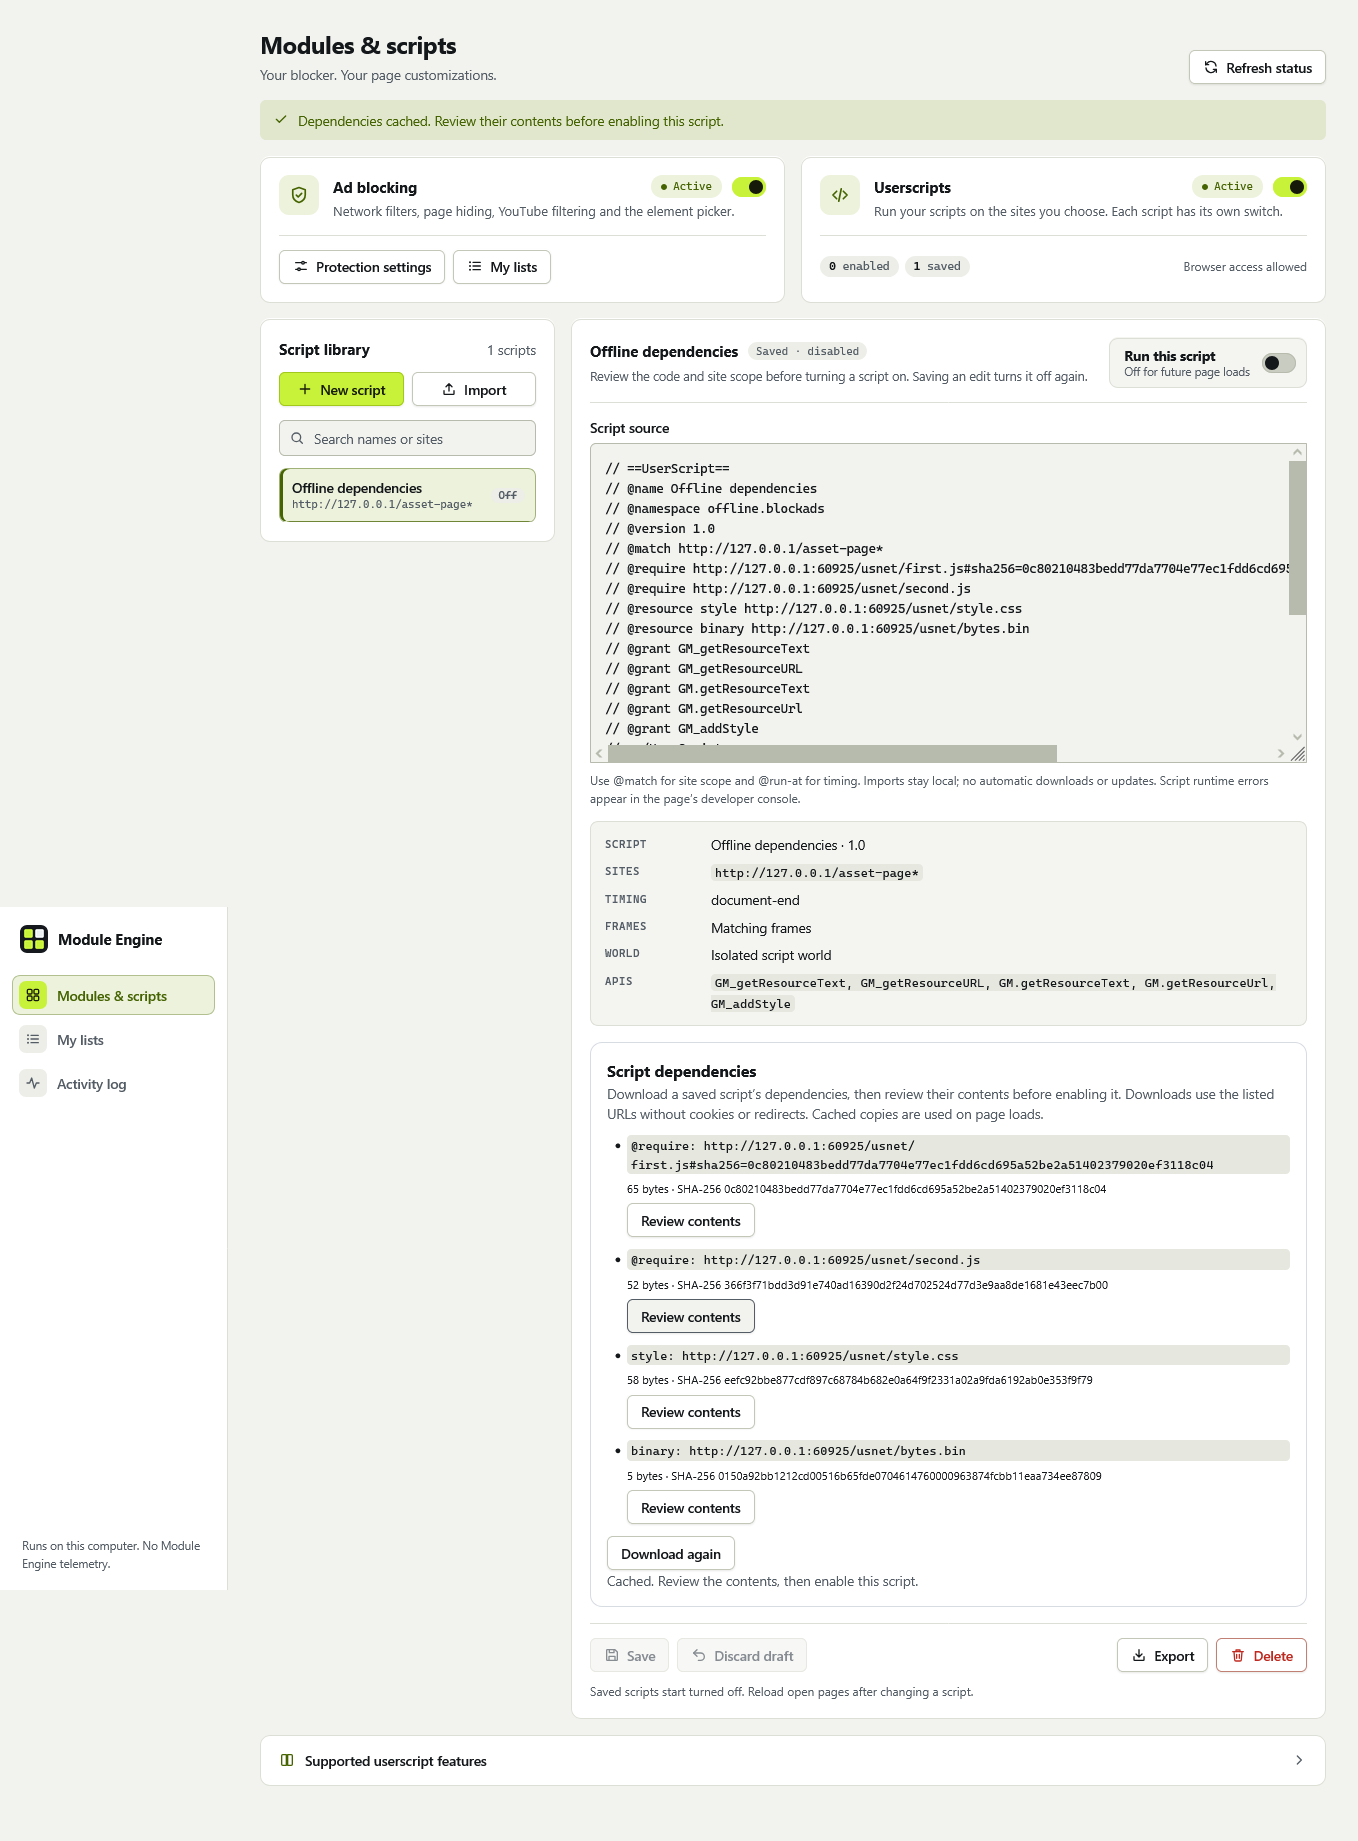 Modules & scripts
Your blocker. Your page customizations.
Refresh status
Dependencies cached. Review their contents before enabling this script.
Ad blocking
Active
Network filters, page hiding, YouTube filtering and the element picker.
Protection settings
My lists
Userscripts
Active
Run your scripts on the sites you choose. Each script has its own switch.
0 enabled
1 saved
Browser access allowed
Script library
1 scripts
New script
Import
Search names or sites
Offline dependencies
http://127.0.0.1/asset-page*
Off
Offline dependencies
Saved · disabled
Review the code and site scope before turning a script on. Saving an edit turns it off again.
Run this script
Off for future page loads
Script source
// ==UserScript==
// @name Offline dependencies
// @namespace offline.blockads
// @version 1.0
// @match http://127.0.0.1/asset-page*
// @require http://127.0.0.1:60925/usnet/first.js#sha256=0c80210483bedd77da7704e77ec1fdd6cd695
// @require http://127.0.0.1:60925/usnet/second.js
// @resource style http://127.0.0.1:60925/usnet/style.css
// @resource binary http://127.0.0.1:60925/usnet/bytes.bin
// @grant GM_getResourceText
// @grant GM_getResourceURL
// @grant GM.getResourceText
// @grant GM.getResourceUrl
// @grant GM_addStyle
Use @match for site scope and @run-at for timing. Imports stay local; no automatic downloads or updates. Script runtime errors
appear in the page's developer console.
SCRIPT
Offline dependencies · 1.0
SITES
http://127.0.0.1/asset-page*
TIMING
document-end
FRAMES
Matching frames
WORLD
Isolated script world
APIS
GM_getResourceText, GM_getResourceURL, GM.getResourceText, GM.getResourceUrl,
GM_addStyle
Script dependencies
Download a saved script's dependencies, then review their contents before enabling it. Downloads use the listed
URLs without cookies or redirects. Cached copies are used on page loads.
@require: http://127.0.0.1:60925/usnet/
first.js#sha256=0c80210483bedd77da7704e77ec1fdd6cd695a52be2a51402379020ef3118c04
65 bytes · SHA-256 0c80210483bedd77da7704e77ec1fdd6cd695a52be2a51402379020ef3118c04
Review contents
@require: http://127.0.0.1:60925/usnet/second.js
52 bytes · SHA-256 366f3f71bdd3d91e740ad16390d2f24d702524d77d3e9aa8de1681e43eec7b00
Review contents
style: http://127.0.0.1:60925/usnet/style.css
58 bytes · SHA-256 eefc92bbe877cdf897c68784b682e0a64f9f2331a02a9fda6192ab0e353f9f79
Review contents
binary: http://127.0.0.1:60925/usnet/bytes.bin
5 bytes · SHA-256 0150a92bb1212cd00516b65fde0704614760000963874fcbb11eaa734ee87809
Review contents
Download again
Cached. Review the contents, then enable this script.
Save
Discard draft
Export
Delete
Saved scripts start turned off. Reload open pages after changing a script.
Supported userscript features
Module Engine
Modules & scripts
My lists
Activity log
Runs on this computer. No Module
Engine telemetry.